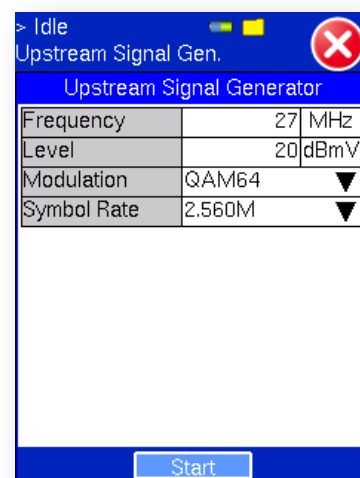 > Idle
Upstream Signal Gen.
Upstream Signal Generator
Frequency 27 MHz
Level 20 dBmV
Modulation QAM64
Symbol Rate 2.560M
Start